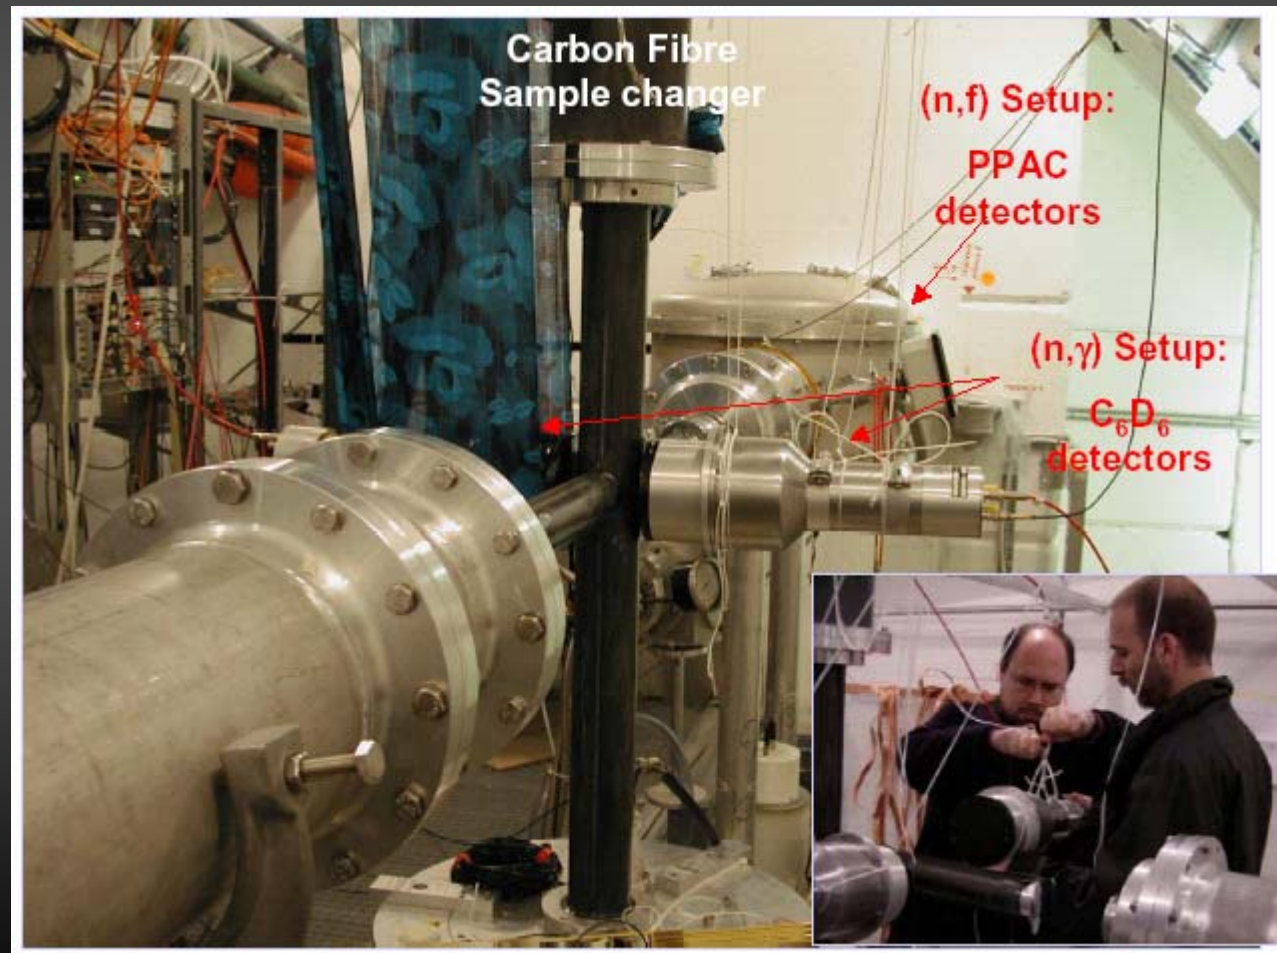 Carbon Fibre
Sample changer
(n,f) Setup:
PPAC
detectors
(n,γ) Setup:
C₆D₆
detectors